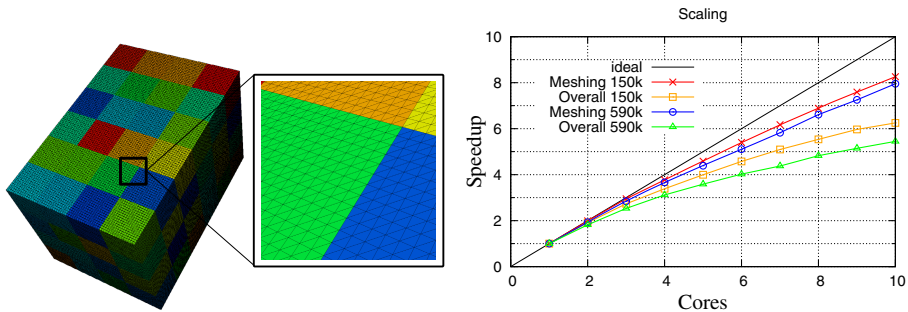 Scaling
10
8
6
4
2
0
Speedup
ideal
Meshing 150k
Overall 150k
Meshing 590k
Overall 590k
0 2 4 6 8 10
Cores